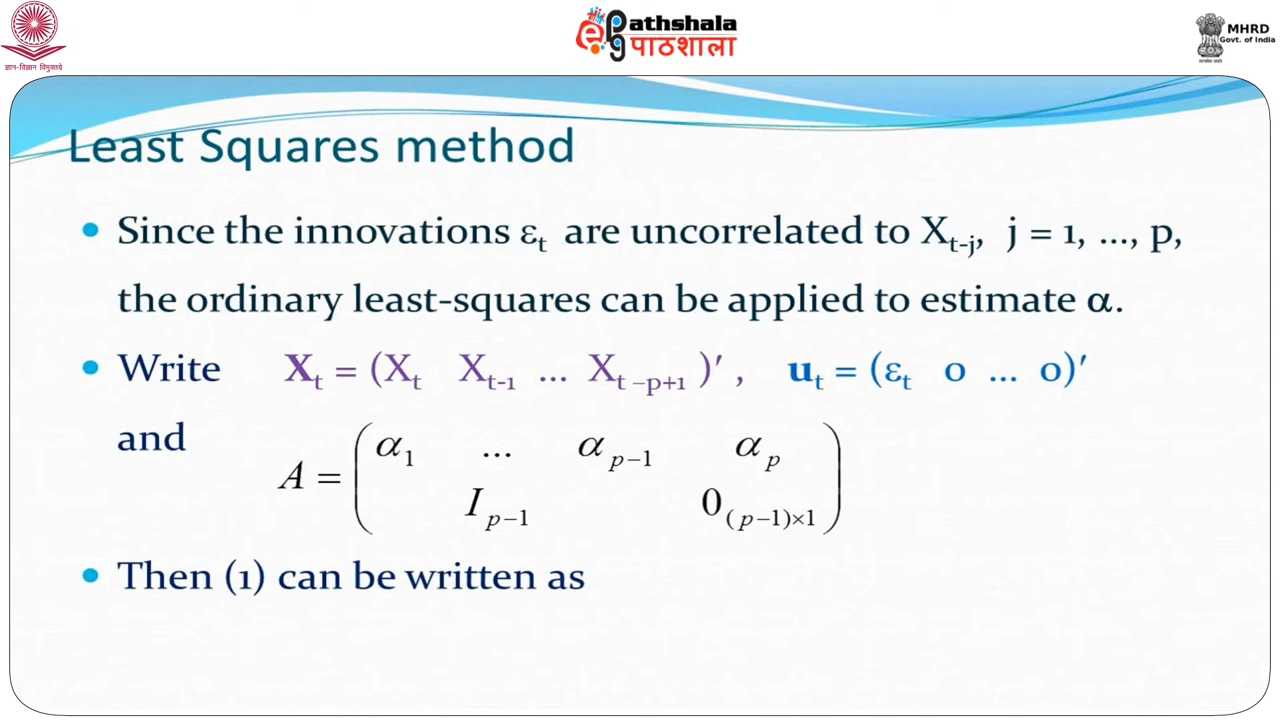 ज्ञान-विज्ञान विमुक्तये
ePathshala
पाठशाला
MHRD
Govt. of India
Least Squares method
• Since the innovations εt are uncorrelated to Xt-j, j = 1, ..., p,
the ordinary least-squares can be applied to estimate α.
• Write Xt = (Xt Xt-1 ... Xt –p+1 )′ , ut = (εt 0 ... 0)′
and
A = ( α1 ... αp−1 αp
Ip−1 0(p−1)×1 )
• Then (1) can be written as